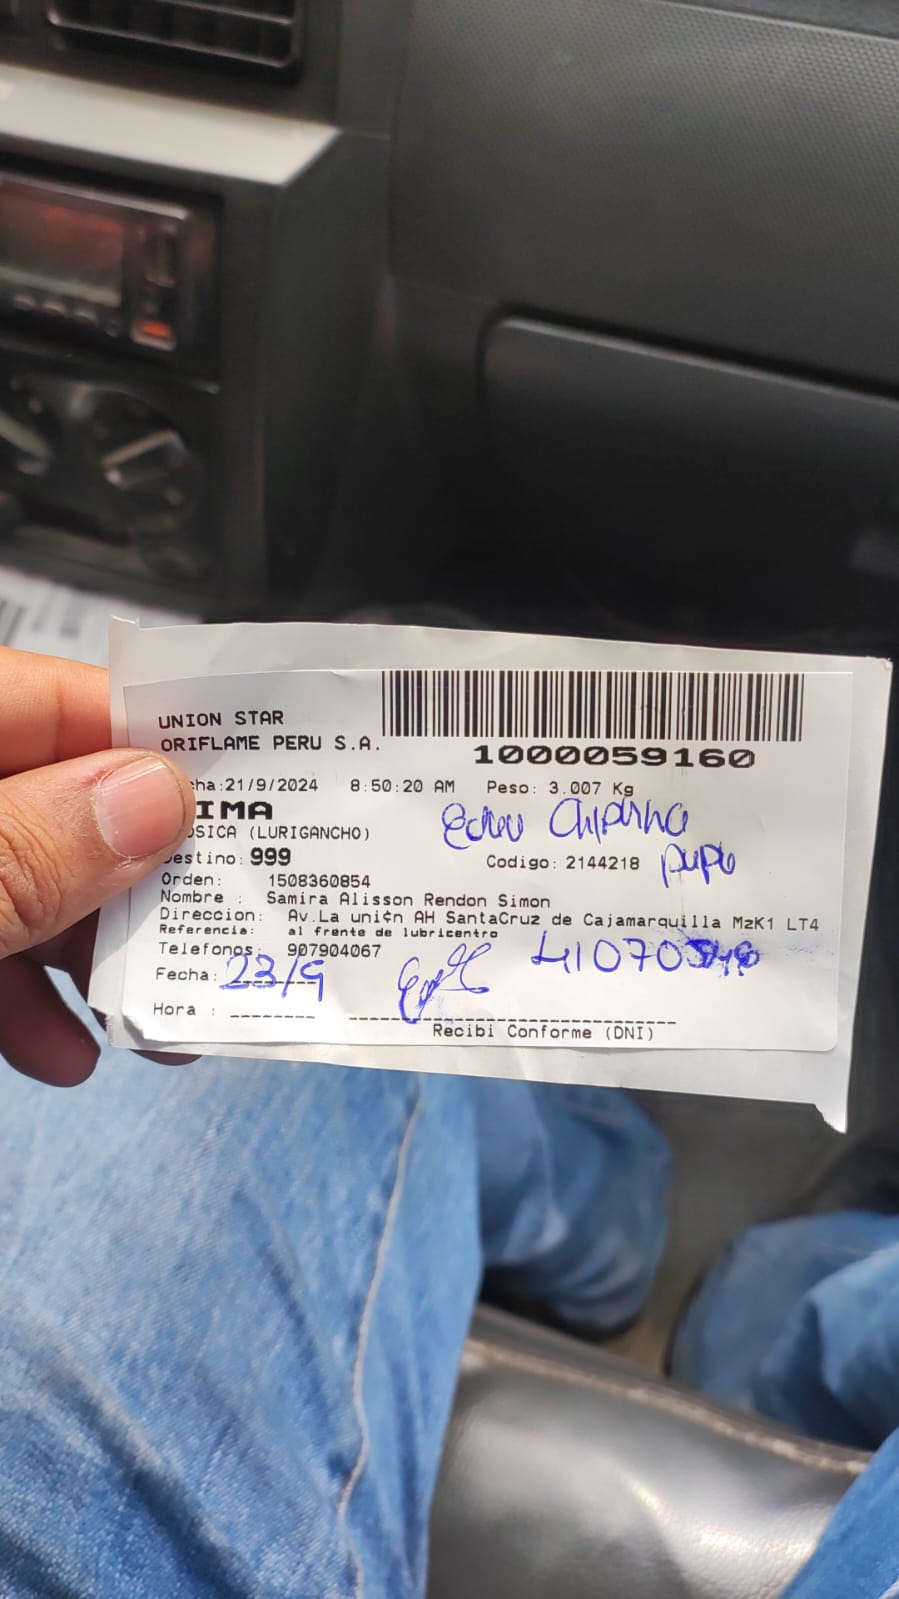 UNION STAR
ORIFLAME PERU S.A.
1000059160
cha:21/9/2024 8:50:20 AM Peso: 3.007 Kg
IMA
OSICA (LURIGANCHO)
Destino: 999 Codigo: 2144218
Orden: 1508360854
Nombre : Samira Alisson Rendon Simon
Direccion: Av.La uni¢n AH SantaCruz de Cajamarquilla MzK1 LT4
Referencia: al frente de lubricentro
Telefonos: 907904067
Fecha: 23/9
Hora :
Recibi Conforme (DNI)